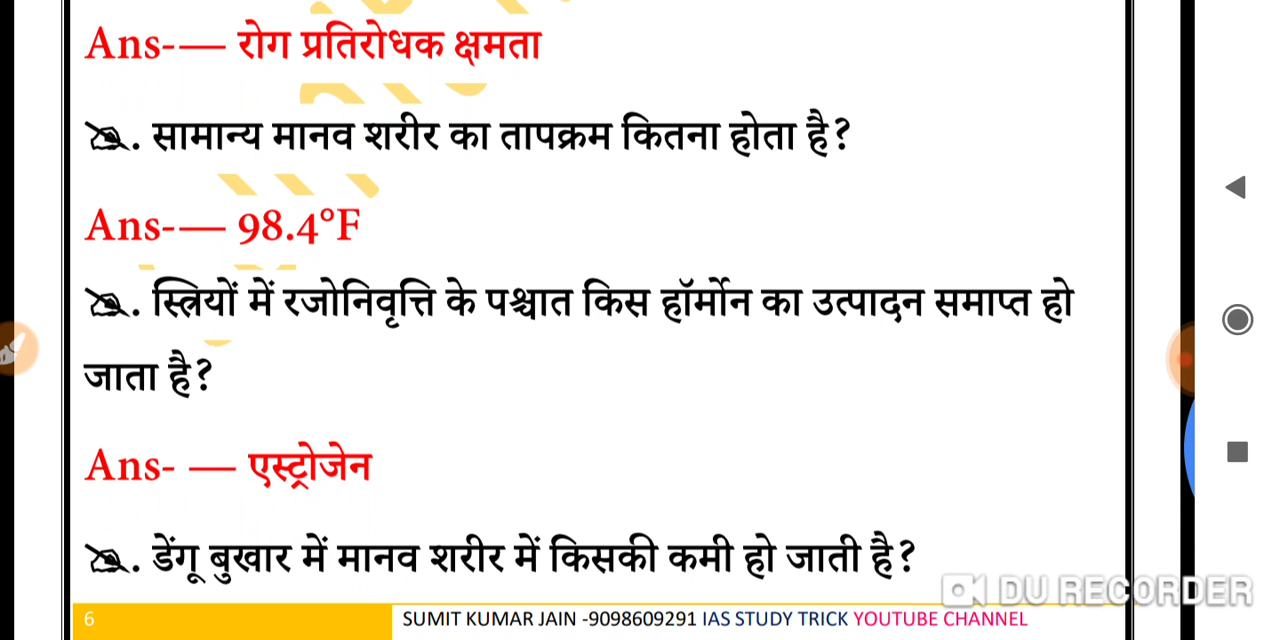 Ans-— रोग प्रतिरोधक क्षमता
. सामान्य मानव शरीर का तापक्रम कितना होता है?
Ans-— 98.4°F
. स्त्रियों में रजोनिवृत्ति के पश्चात किस हॉर्मोन का उत्पादन समाप्त हो
जाता है?
Ans- — एस्ट्रोजेन
. डेंगू बुखार में मानव शरीर में किसकी कमी हो जाती है?
DU RECORDER
6 SUMIT KUMAR JAIN -9098609291 IAS STUDY TRICK YOUTUBE CHANNEL